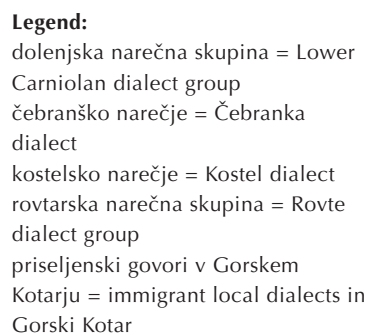 Legend:
dolenjska narečna skupina = Lower
Carniolan dialect group
čebranško narečje = Čebranka
dialect
kostelsko narečje = Kostel dialect
rovtarska narečna skupina = Rovte
dialect group
priseljenski govori v Gorskem
Kotarju = immigrant local dialects in
Gorski Kotar